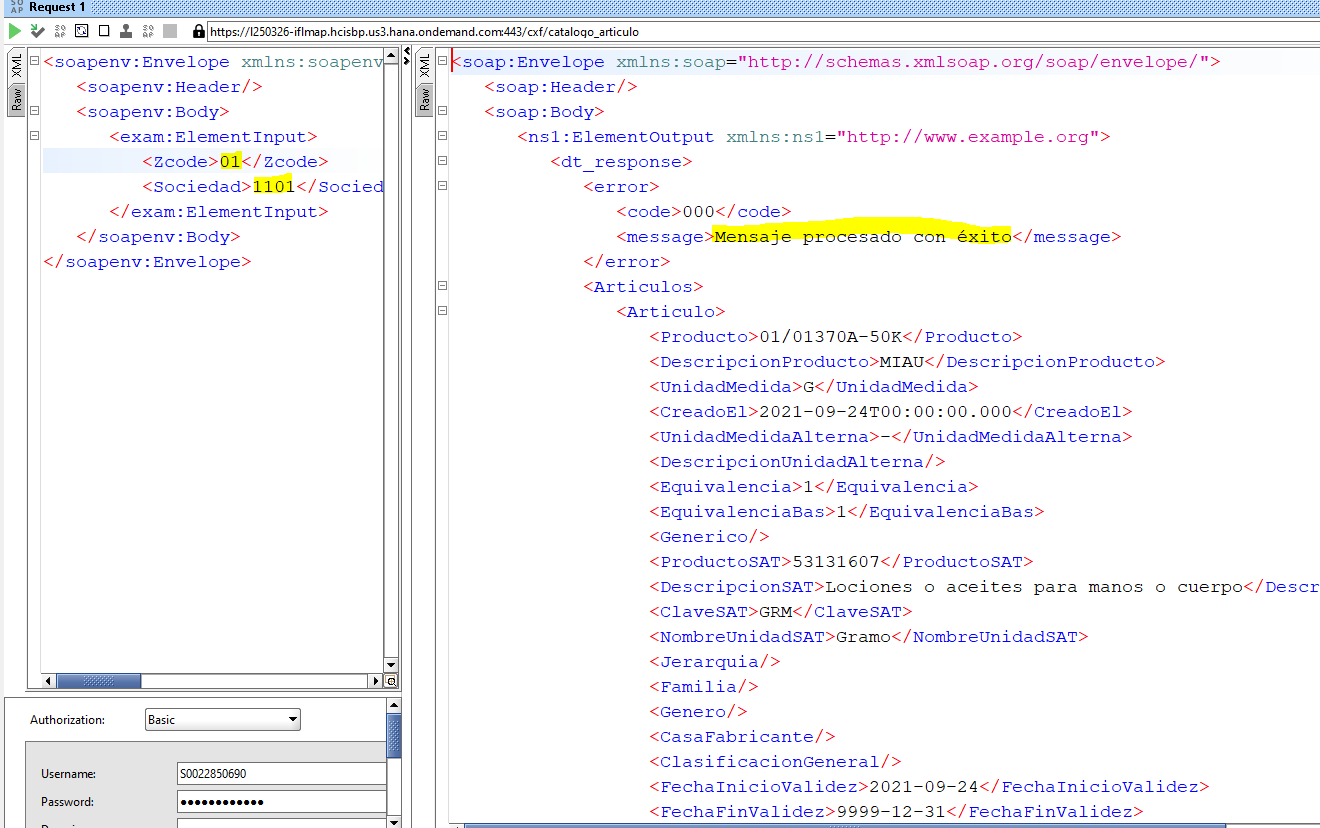 SO
AP Request 1
https://l250326-iflmap.hcisbp.us3.hana.ondemand.com:443/cxf/catalogo_articulo
XML
Raw
<soapenv:Envelope xmlns:soapenv
<soapenv:Header/>
<soapenv:Body>
<exam:ElementInput>
<Zcode>01</Zcode>
<Sociedad>1101</Socied
</exam:ElementInput>
</soapenv:Body>
</soapenv:Envelope>
XML
Raw
<soap:Envelope xmlns:soap="http://schemas.xmlsoap.org/soap/envelope/">
<soap:Header/>
<soap:Body>
<ns1:ElementOutput xmlns:ns1="http://www.example.org">
<dt_response>
<error>
<code>000</code>
<message>Mensaje procesado con éxito</message>
</error>
<Articulos>
<Articulo>
<Producto>01/01370A-50K</Producto>
<DescripcionProducto>MIAU</DescripcionProducto>
<UnidadMedida>G</UnidadMedida>
<CreadoEl>2021-09-24T00:00:00.000</CreadoEl>
<UnidadMedidaAlterna>-</UnidadMedidaAlterna>
<DescripcionUnidadAlterna/>
<Equivalencia>1</Equivalencia>
<EquivalenciaBas>1</EquivalenciaBas>
<Generico/>
<ProductoSAT>53131607</ProductoSAT>
<DescripcionSAT>Lociones o aceites para manos o cuerpo</Descr
<ClaveSAT>GRM</ClaveSAT>
<NombreUnidadSAT>Gramo</NombreUnidadSAT>
<Jerarquia/>
<Familia/>
<Genero/>
<CasaFabricante/>
<ClasificacionGeneral/>
<FechaInicioValidez>2021-09-24</FechaInicioValidez>
<FechaFinValidez>9999-12-31</FechaFinValidez>
Authorization: Basic
Username: S0022850690
Password: ●●●●●●●●●●●●